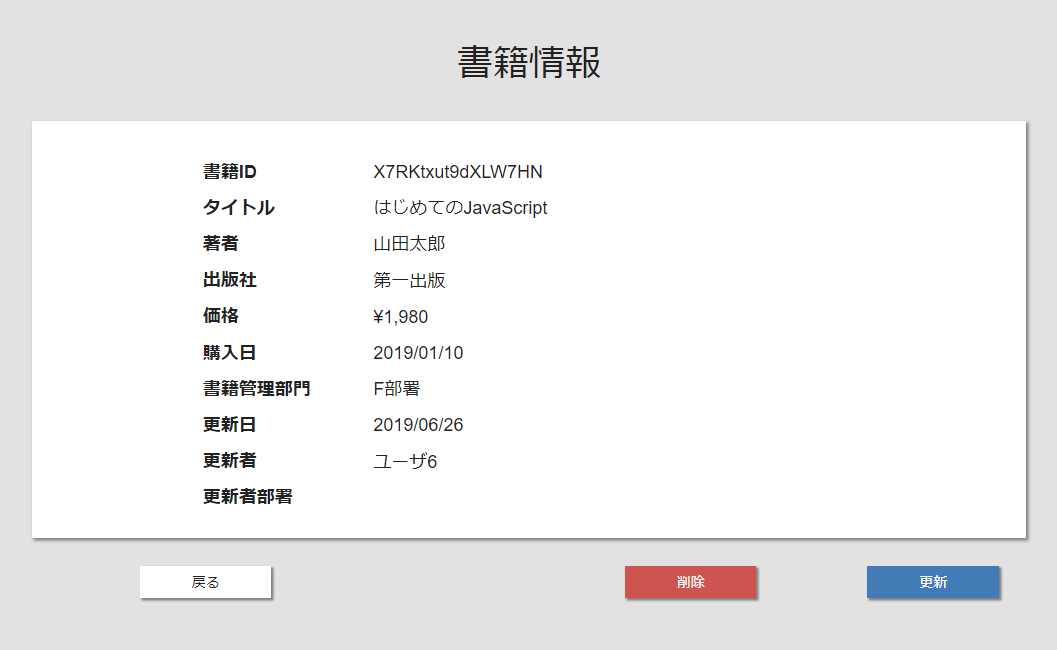 書籍情報
書籍ID X7RKtxut9dXLW7HN
タイトル はじめてのJavaScript
著者 山田太郎
出版社 第一出版
価格 ¥1,980
購入日 2019/01/10
書籍管理部門 F部署
更新日 2019/06/26
更新者 ユーザ6
更新者部署
戻る 削除 更新